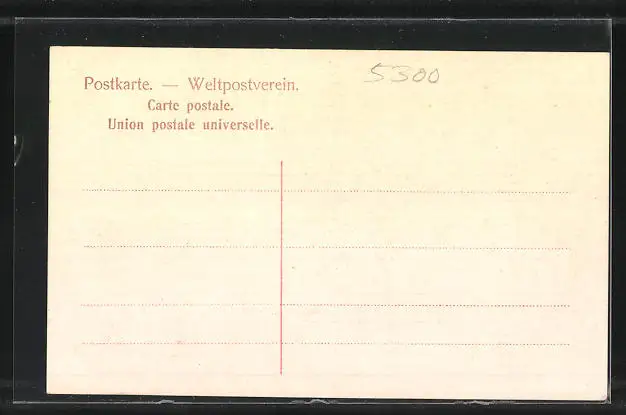 Postkarte. — Weltpostverein.
5300
Carte postale.
Union postale universelle.